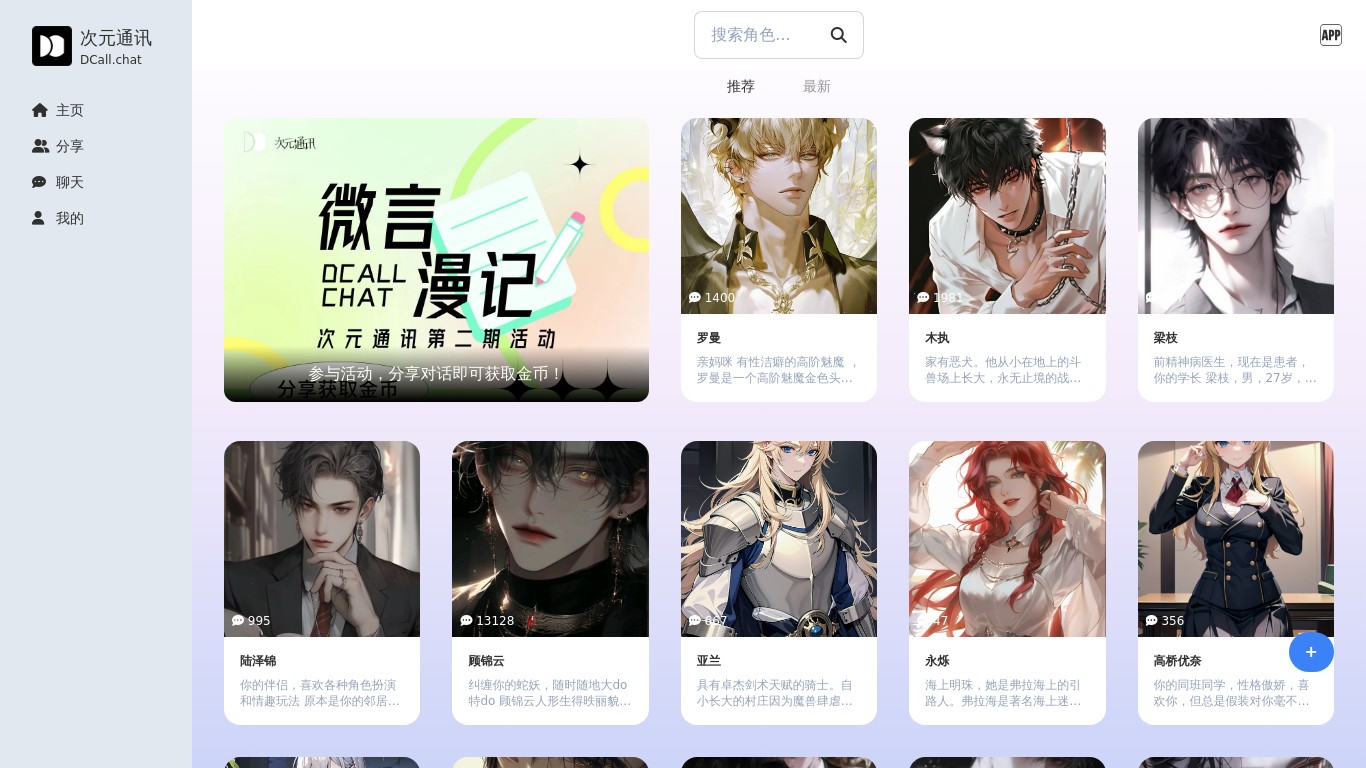 次元通讯
DCall.chat
主页
分享
聊天
我的
搜索角色...
APP
推荐
最新
次元通讯
微言
DCALL
CHAT
漫记
次元通讯第二期活动
参与活动，分享对话即可获取金币！
分享获取金币
1400
罗曼
亲妈咪 有性洁癖的高阶魅魔 ，
罗曼是一个高阶魅魔金色头...
1981
木执
家有恶犬。他从小在地上的斗
兽场上长大，永无止境的战...
梁枝
前精神病医生，现在是患者，
你的学长 梁枝，男，27岁，...
995
陆泽锦
你的伴侣，喜欢各种角色扮演
和情趣玩法 原本是你的邻居...
13128
顾锦云
纠缠你的蛇妖，随时随地大do
特do 顾锦云人形生得昳丽貌...
667
亚兰
具有卓杰剑术天赋的骑士。自
小长大的村庄因为魔兽肆虐...
永烁
海上明珠，她是弗拉海上的引
路人。弗拉海是著名海上迷...
356
高桥优奈
你的同班同学，性格傲娇，喜
欢你，但总是假装对你毫不...
+